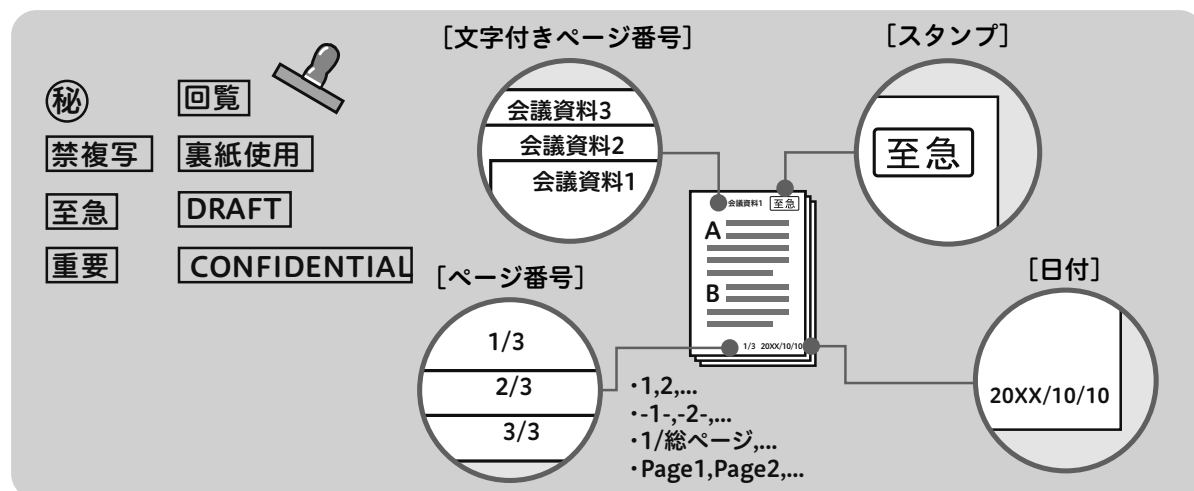 ㊙
回覧
禁複写
裏紙使用
至急
DRAFT
重要
CONFIDENTIAL
［文字付きページ番号］
会議資料3
会議資料2
会議資料1
［スタンプ］
至急
会議資料1
至急
A
B
1/3 20XX/10/10
［ページ番号］
1/3
2/3
3/3
・1,2,...
・-1-,-2-,...
・1/総ページ,...
・Page1,Page2,...
［日付］
20XX/10/10